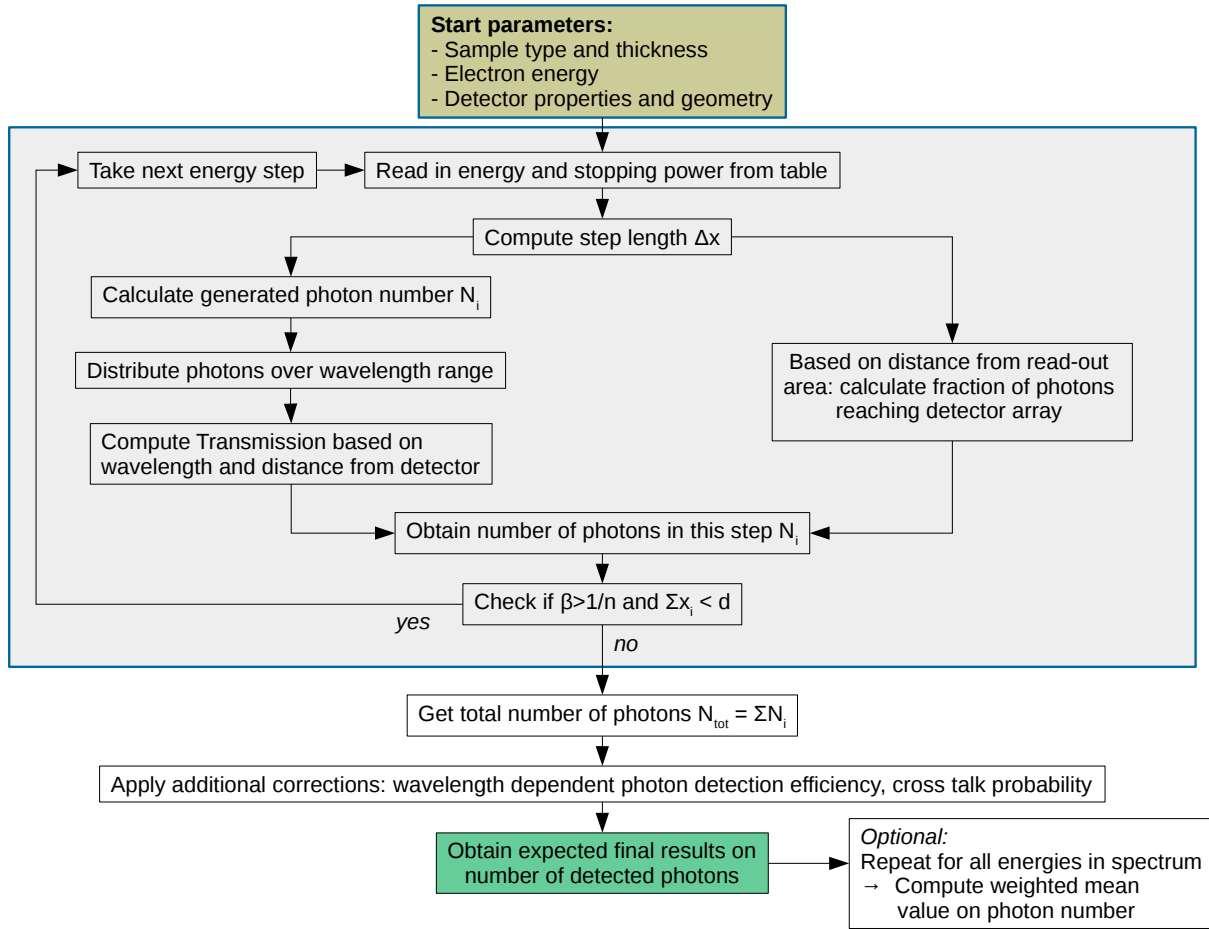 Start parameters:
- Sample type and thickness
- Electron energy
- Detector properties and geometry
Take next energy step
Read in energy and stopping power from table
Compute step length Δx
Calculate generated photon number Nᵢ
Distribute photons over wavelength range
Based on distance from read-out
area: calculate fraction of photons
reaching detector array
Compute Transmission based on
wavelength and distance from detector
Obtain number of photons in this step Nᵢ
Check if β>1/n and Σxᵢ < d
yes
no
Get total number of photons Nₜₒₜ = ΣNᵢ
Apply additional corrections: wavelength dependent photon detection efficiency, cross talk probability
Obtain expected final results on
number of detected photons
Optional:
Repeat for all energies in spectrum
→ Compute weighted mean
value on photon number